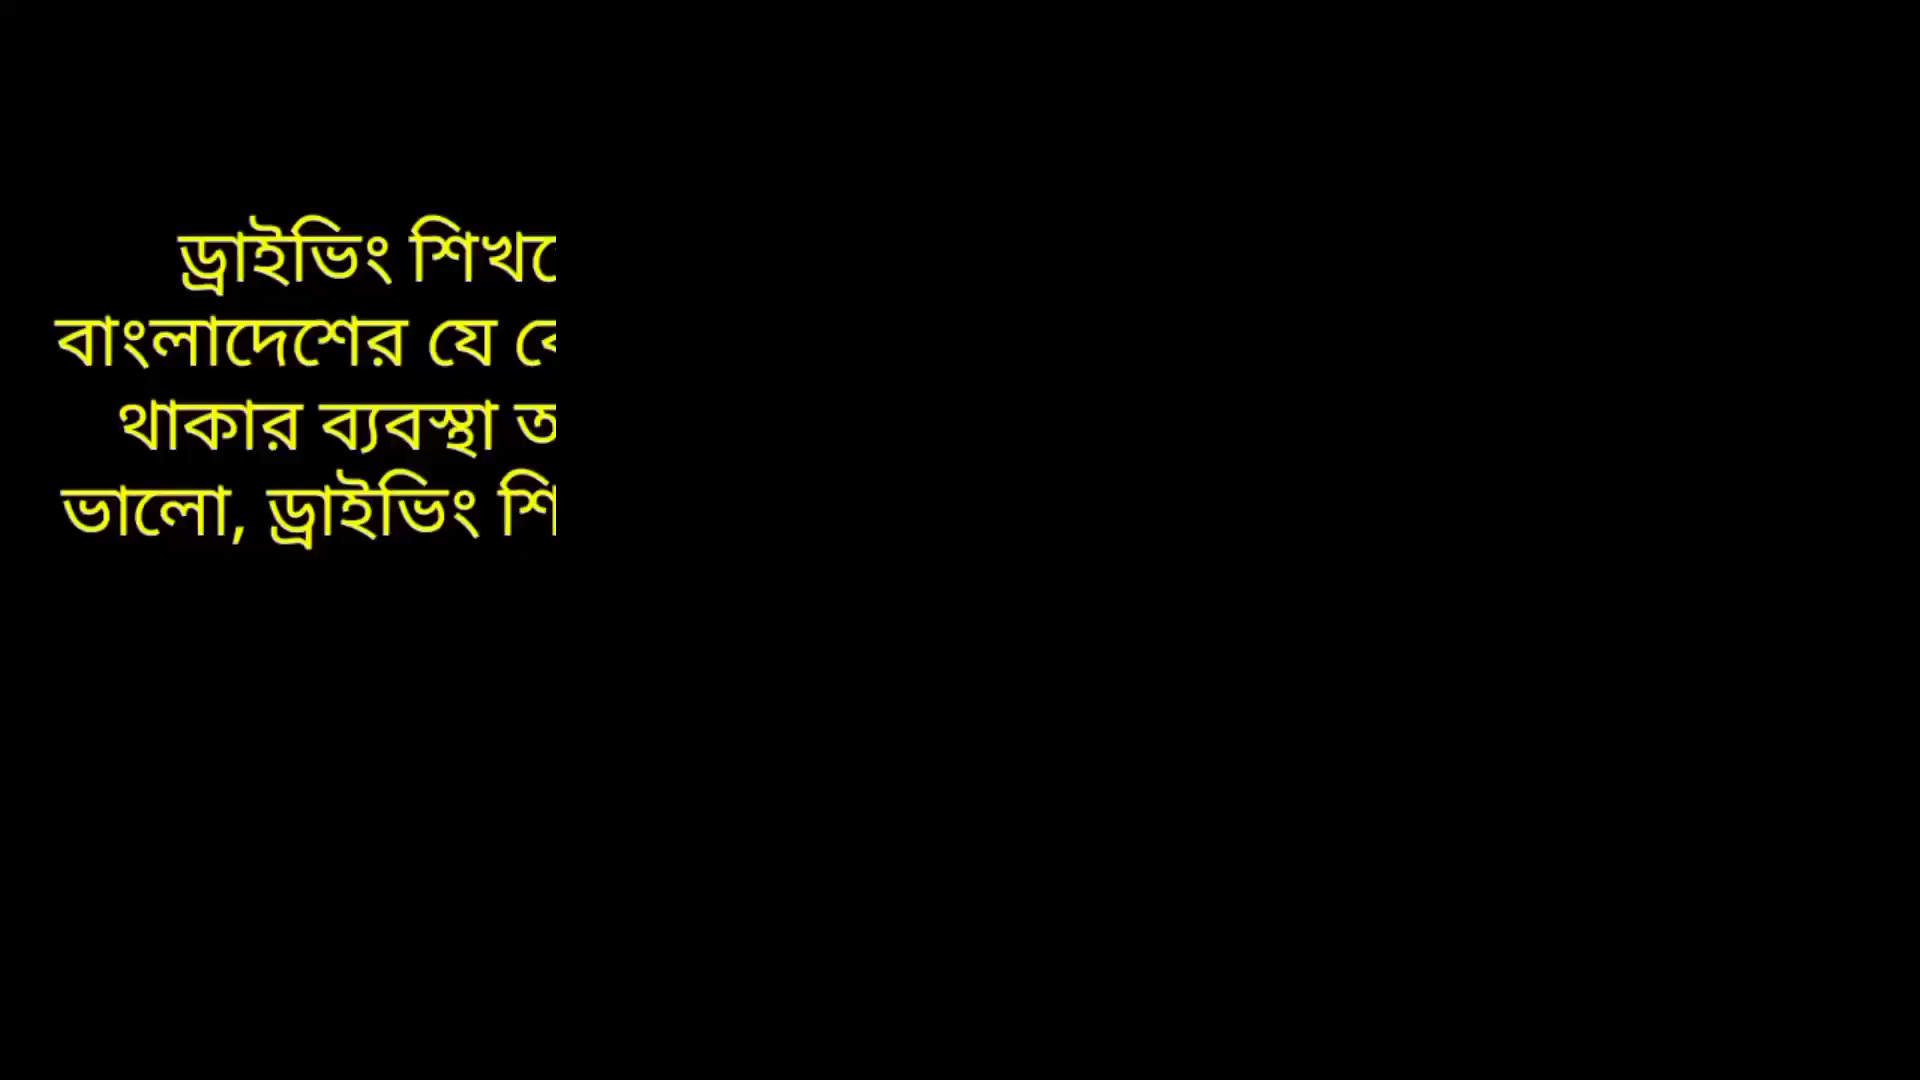 ড্রাইভিং
বাংলাদেশের যে
থাকার ব্যবস্থা
ভালো, ড্রাইভিং